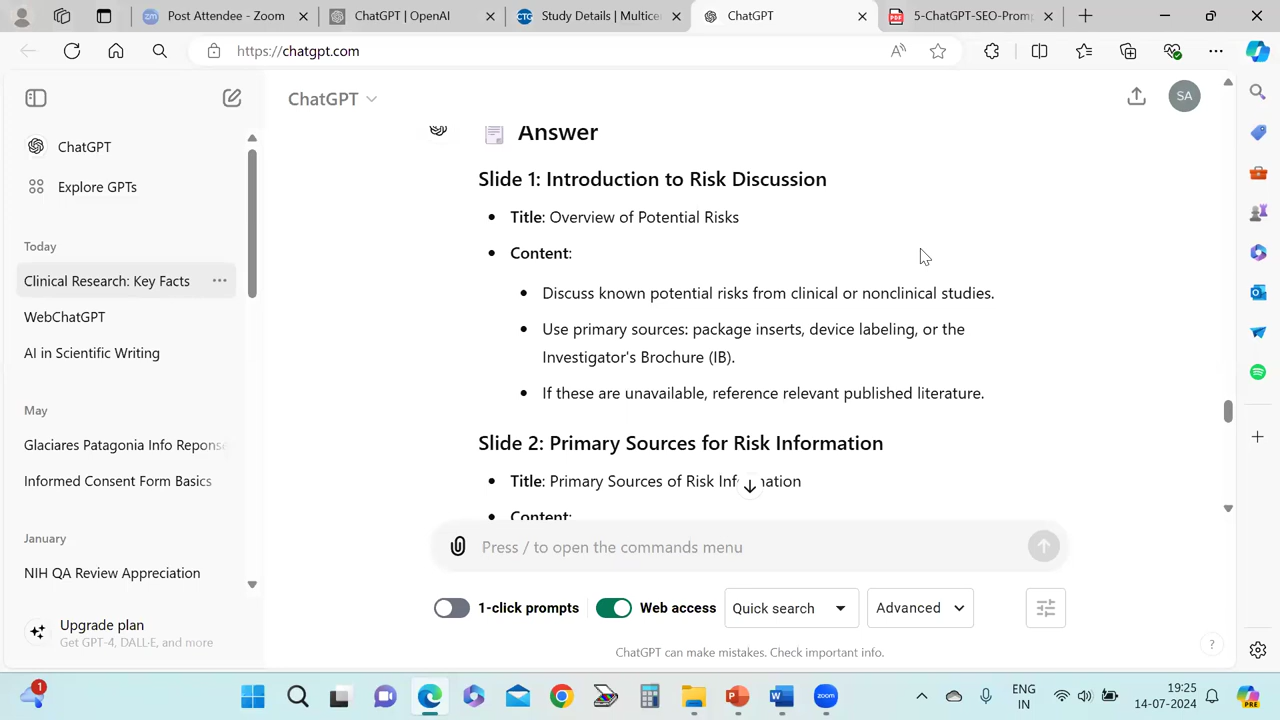 Post Attendee - Zoom
ChatGPT (OpenAI)
Study Details | Multice
ChatGPT
5-ChatGPT-SEO-Prom
https://chatgpt.com
ChatGPT
SA
ChatGPT
Explore GPTs
Today
Clinical Research: Key Facts
WebChatGPT
AI in Scientific Writing
May
Glaciares Patagonia Info Reponse
Informed Consent Form Basics
January
NIH QA Review Appreciation
Upgrade plan
Get GPT-4, DALL·E, and more
Answer
Slide 1: Introduction to Risk Discussion
• Title: Overview of Potential Risks
• Content:
• Discuss known potential risks from clinical or nonclinical studies.
• Use primary sources: package inserts, device labeling, or the
Investigator's Brochure (IB).
• If these are unavailable, reference relevant published literature.
Slide 2: Primary Sources for Risk Information
• Title: Primary Sources of Risk Information
• Content:
Press / to open the commands menu
1-click prompts
Web access
Quick search
Advanced
ChatGPT can make mistakes. Check important info.
?
1
ENG
IN
19:25
14-07-2024